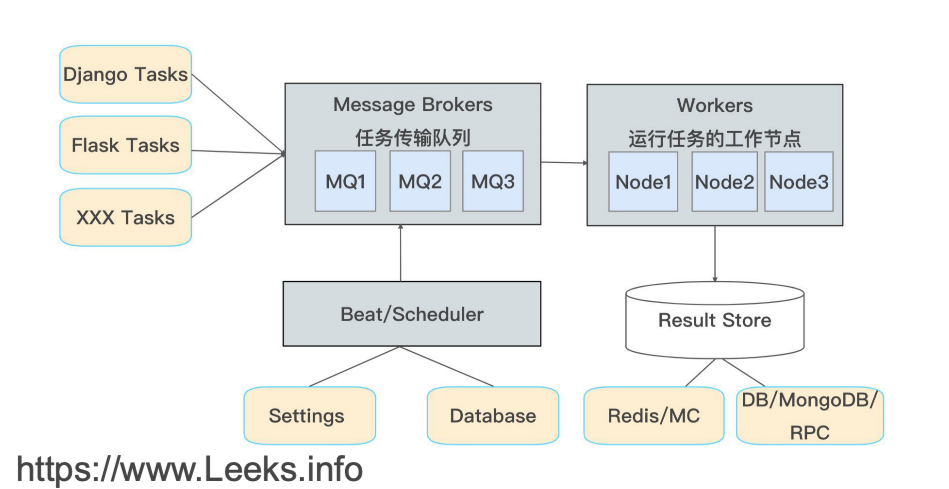 Django Tasks
Flask Tasks
XXX Tasks
Message Brokers
任务传输队列
MQ1
MQ2
MQ3
Workers
运行任务的工作节点
Node1
Node2
Node3
Beat/Scheduler
Settings
Database
Result Store
Redis/MC
DB/MongoDB/
RPC
https://www.Leeks.info